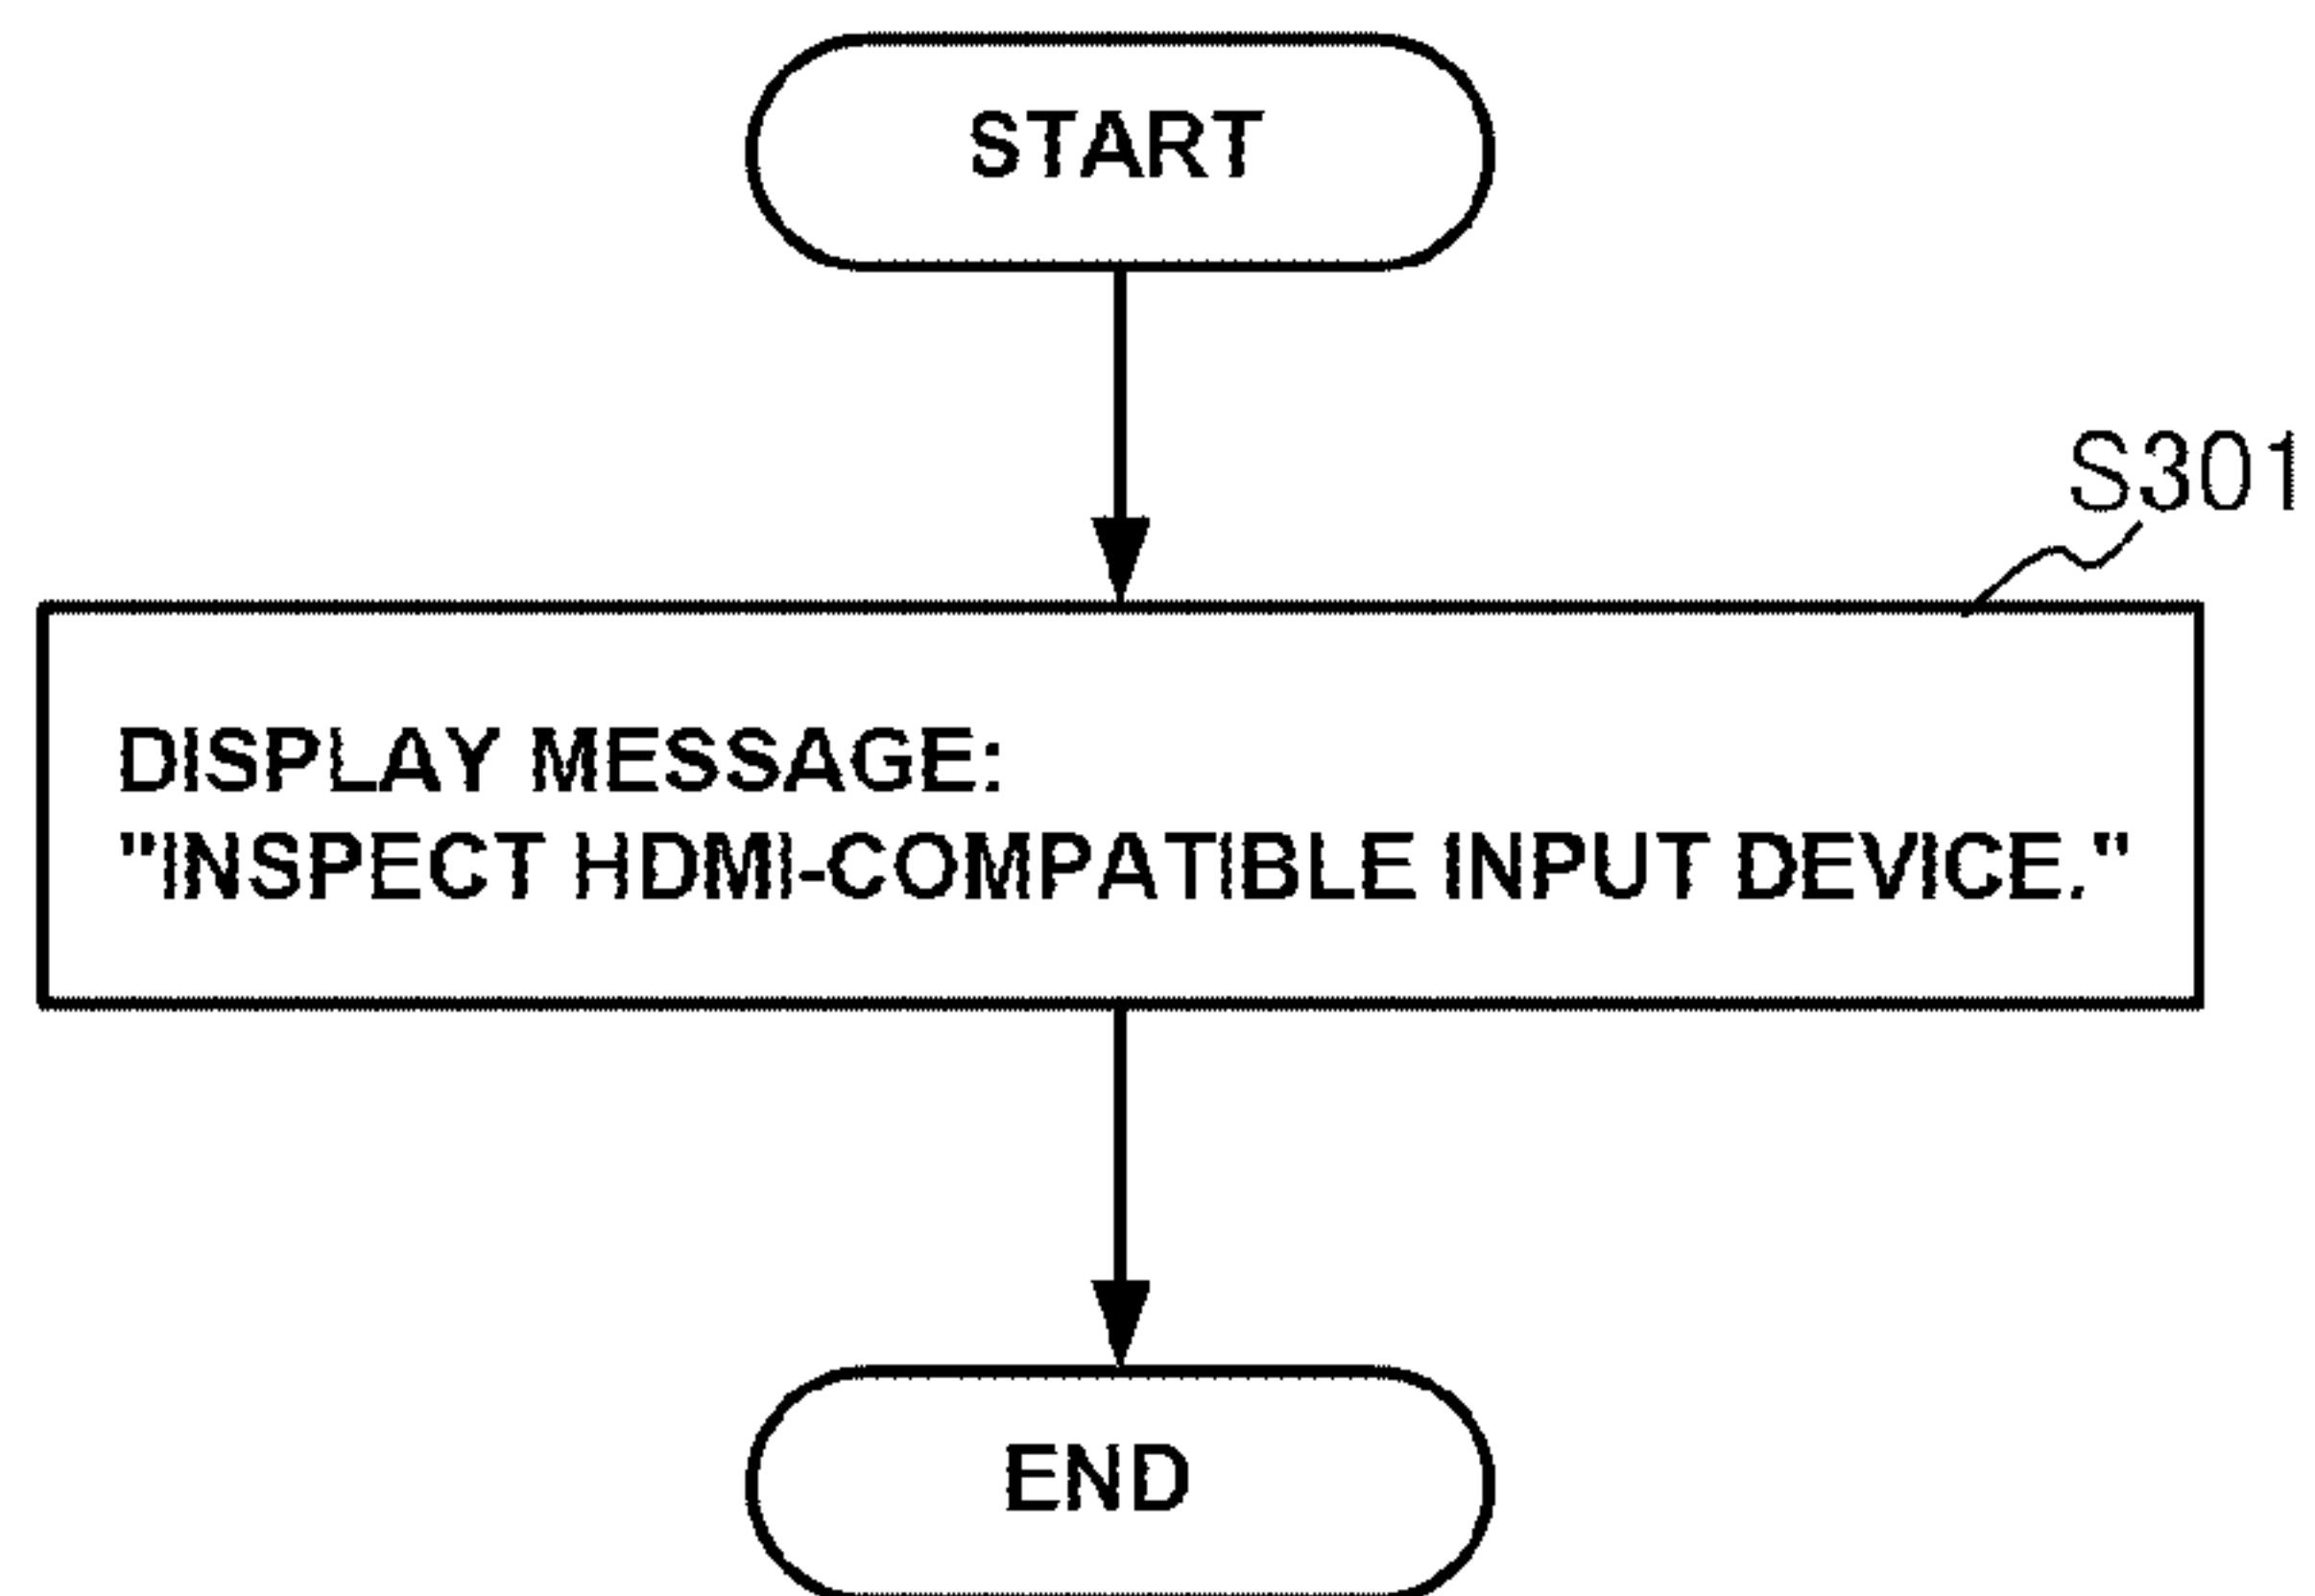 START
S301
DISPLAY MESSAGE:
"INSPECT HDMI-COMPATIBLE INPUT DEVICE."
END